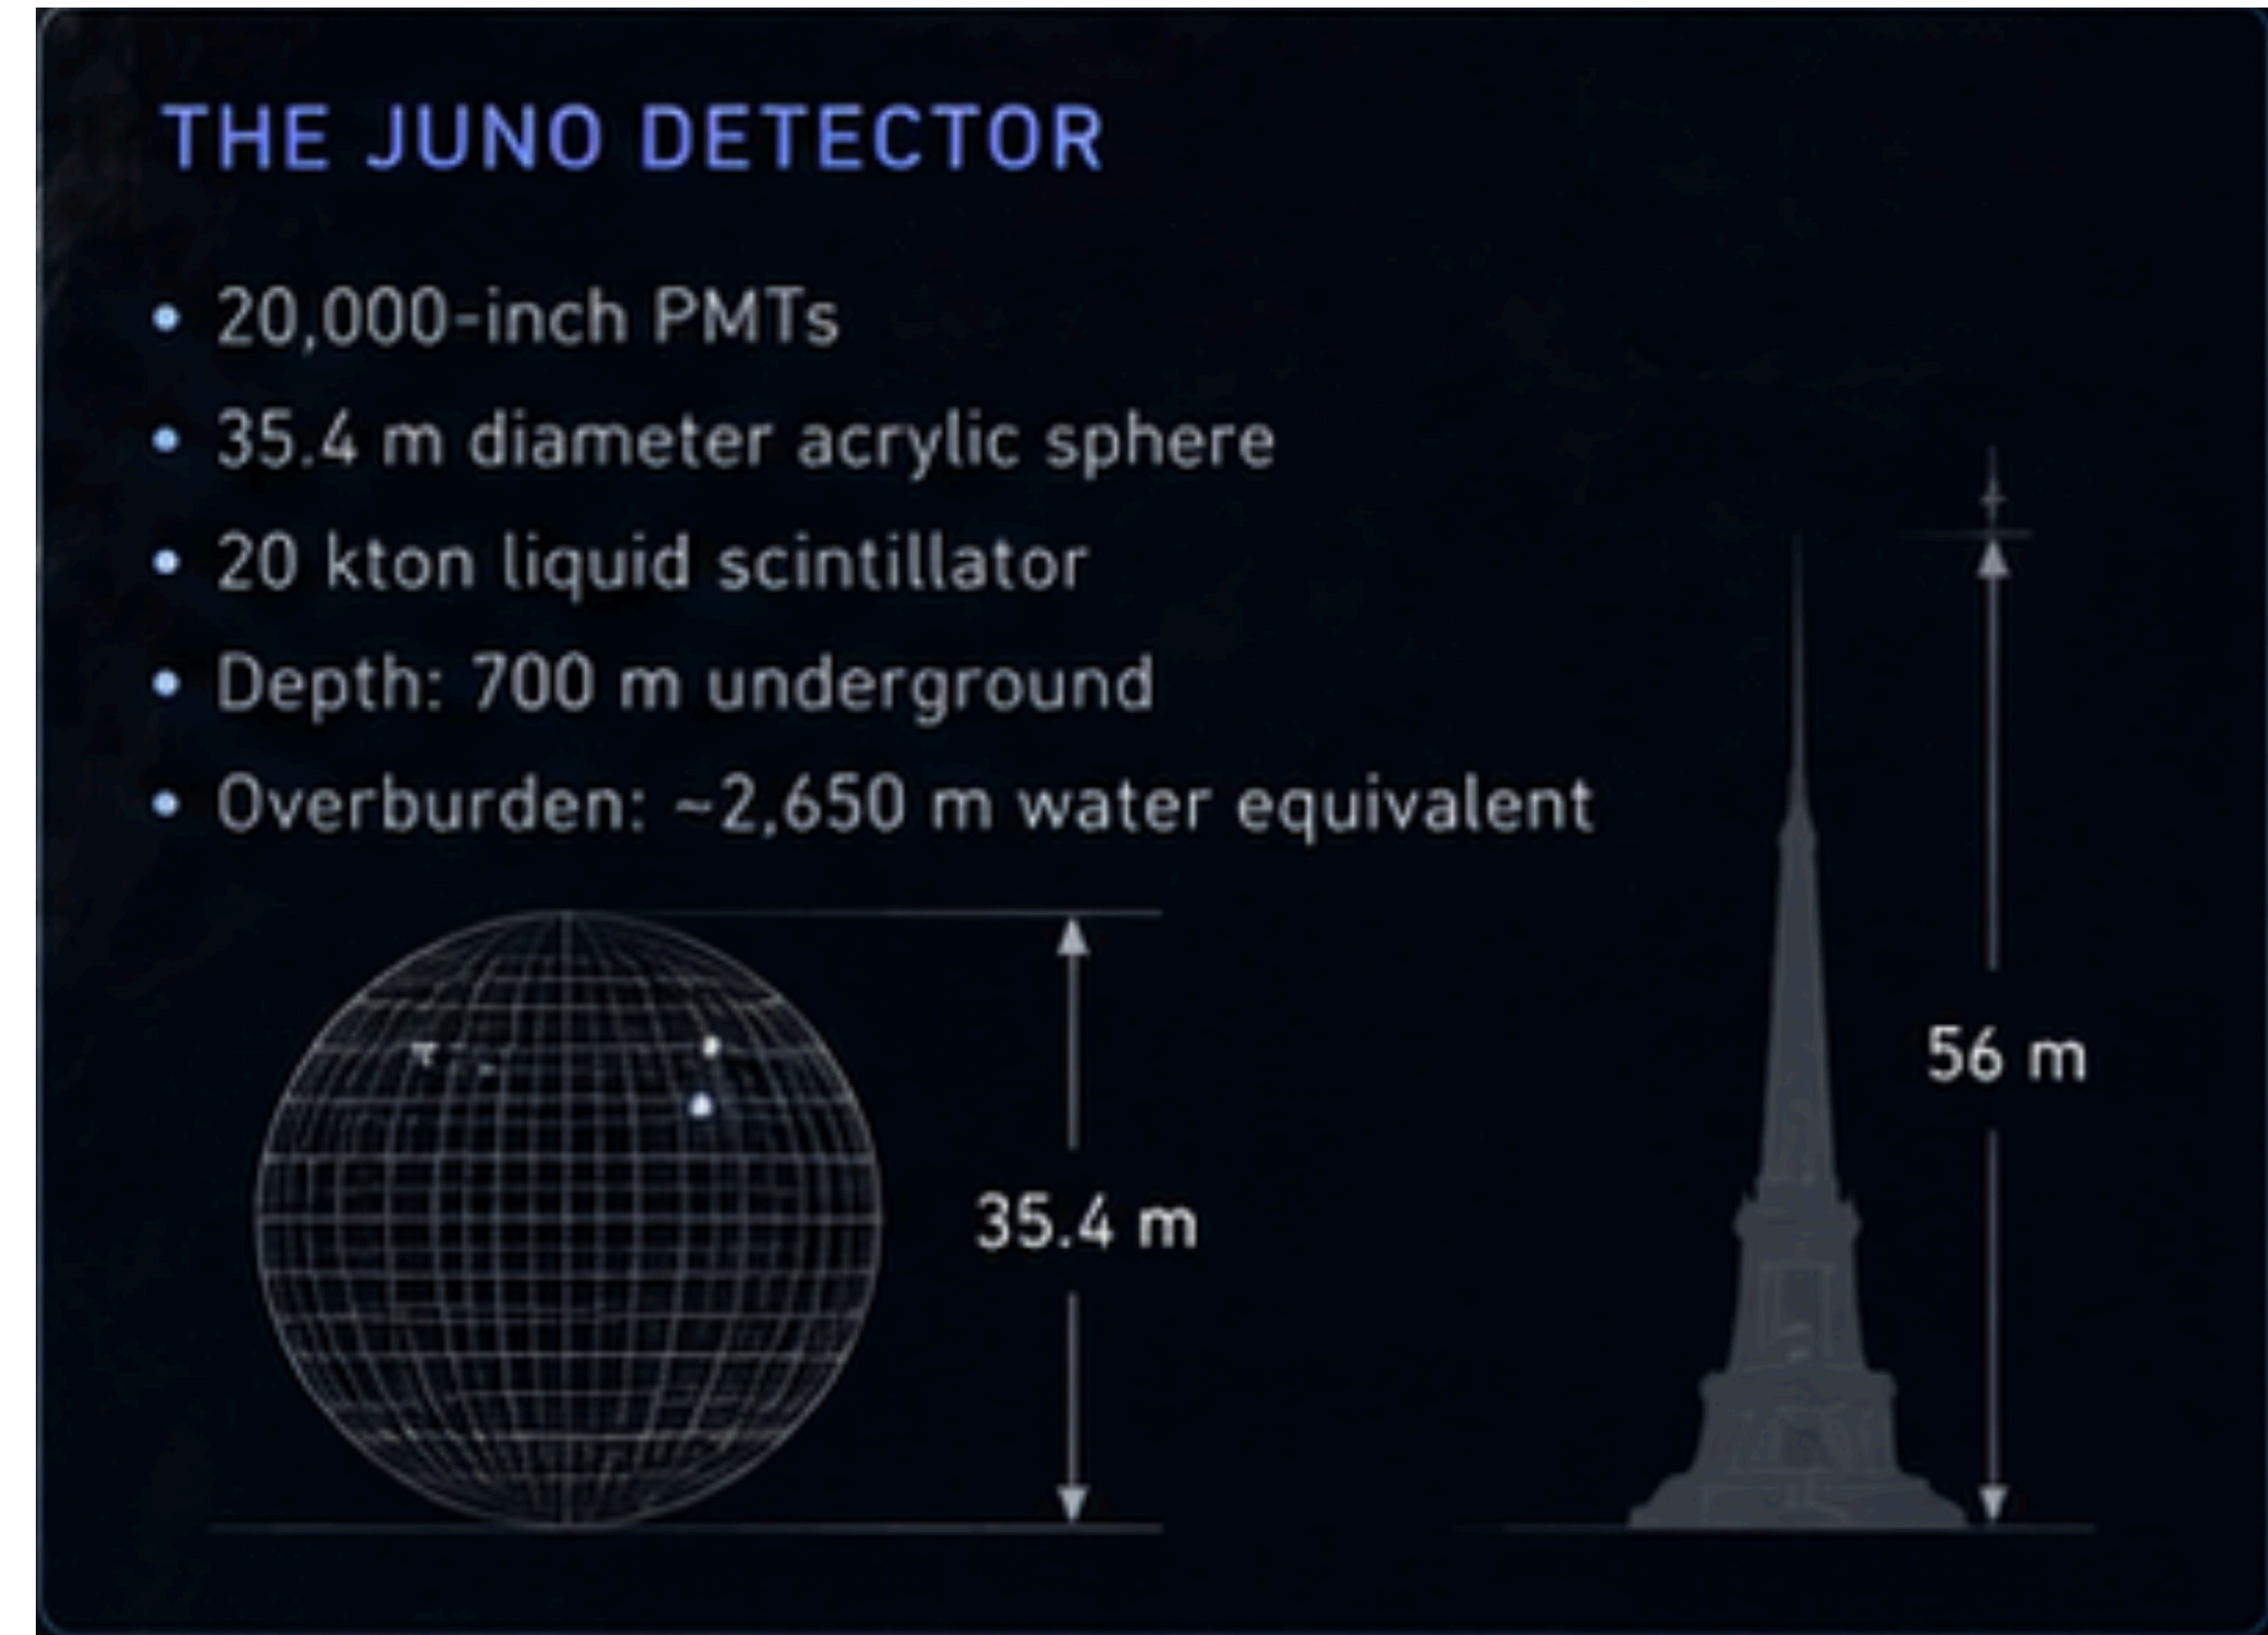 THE JUNO DETECTOR
• 20,000-inch PMTs
• 35.4 m diameter acrylic sphere
• 20 kton liquid scintillator
• Depth: 700 m underground
• Overburden: ~2,650 m water equivalent
56 m
35.4 m